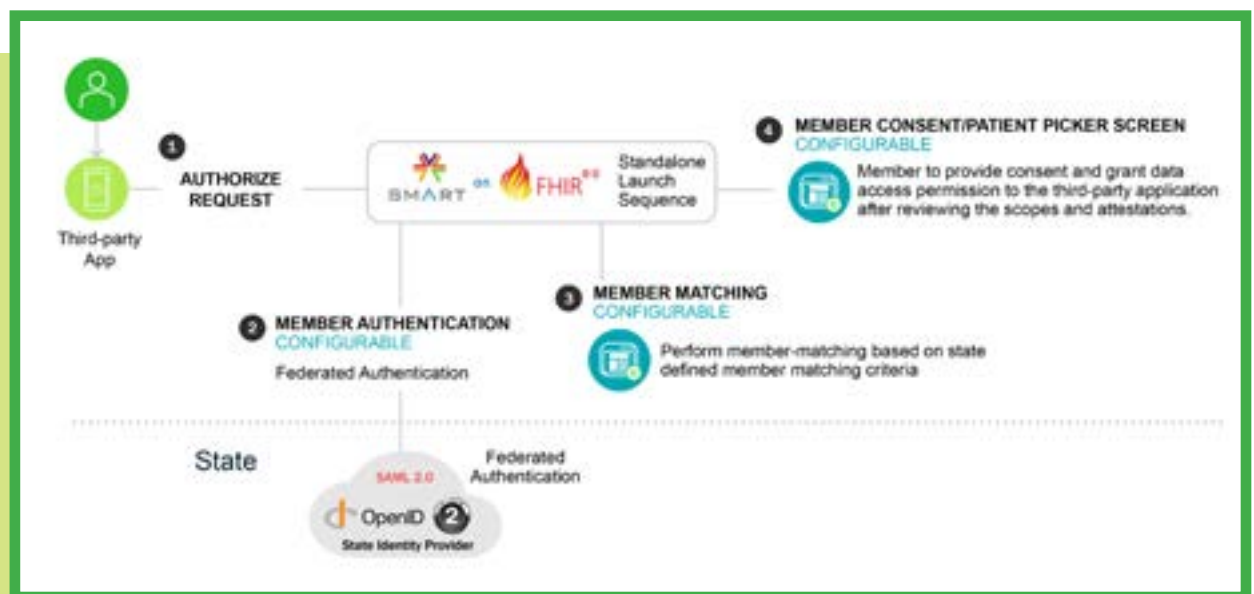 1
AUTHORIZE
REQUEST
Third-party
App
SMART on FHIR
Standalone
Launch
Sequence
4 MEMBER CONSENT/PATIENT PICKER SCREEN
CONFIGURABLE
Member to provide consent and grant data
access permission to the third-party application
after reviewing the scopes and attestations.
2 MEMBER AUTHENTICATION
CONFIGURABLE
Federated Authentication
3 MEMBER MATCHING
CONFIGURABLE
Perform member-matching based on state
defined member matching criteria
State
Federated
Authentication
SAML 2.0
OpenID 2
State Identity Provider